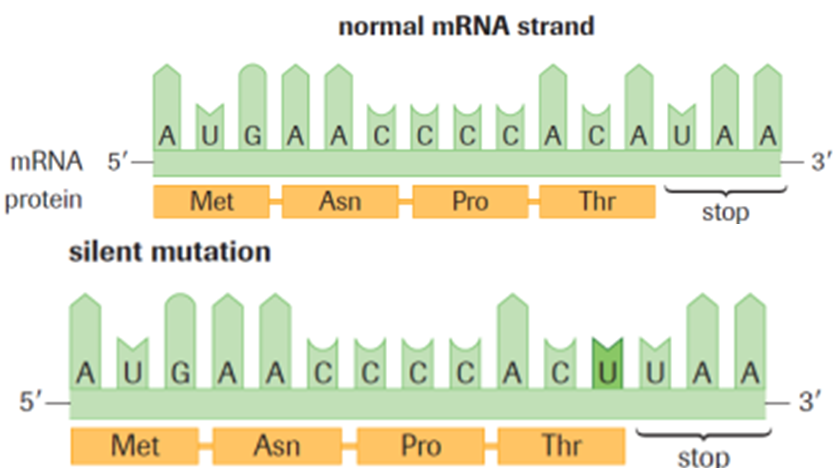 normal mRNA strand
A U G A A C C C C A C A U A A
mRNA 5′ 3′
protein Met Asn Pro Thr stop
silent mutation
A U G A A C C C C A C U U A A
5′ 3′
Met Asn Pro Thr stop